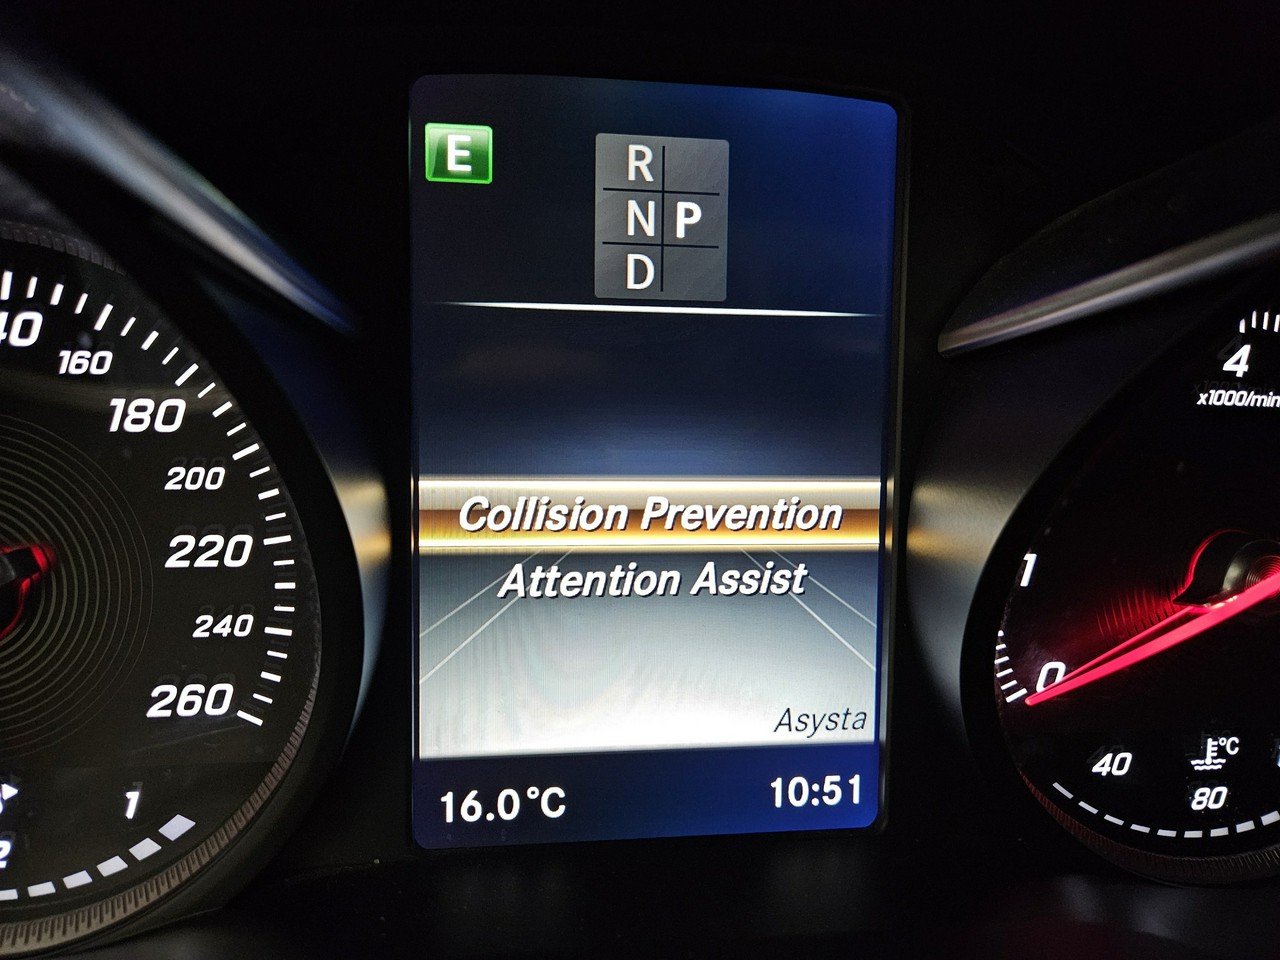 E
R
N P
D
Collision Prevention
Attention Assist
Asysta
16.0°C
10:51
160
180
200
220
240
260
1
4
x1000/min
1
0
40
°C
80